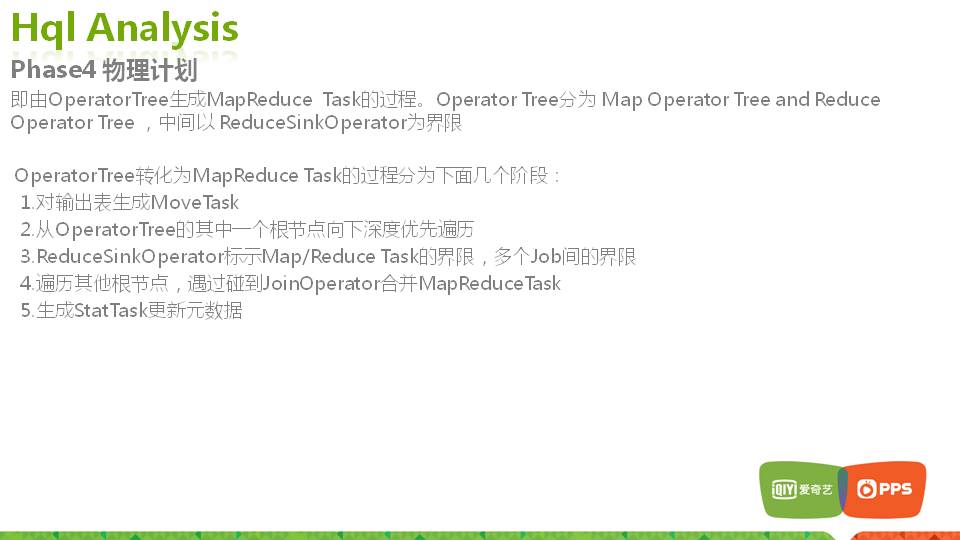 Hql Analysis
Phase4 物理计划
即由OperatorTree生成MapReduce Task的过程。Operator Tree分为 Map Operator Tree and Reduce
Operator Tree ，中间以 ReduceSinkOperator为界限
OperatorTree转化为MapReduce Task的过程分为下面几个阶段：
1.对输出表生成MoveTask
2.从OperatorTree的其中一个根节点向下深度优先遍历
3.ReduceSinkOperator标示Map/Reduce Task的界限，多个Job间的界限
4.遍历其他根节点，遇过碰到JoinOperator合并MapReduceTask
5.生成StatTask更新元数据
iQIYI 爱奇艺 PPS